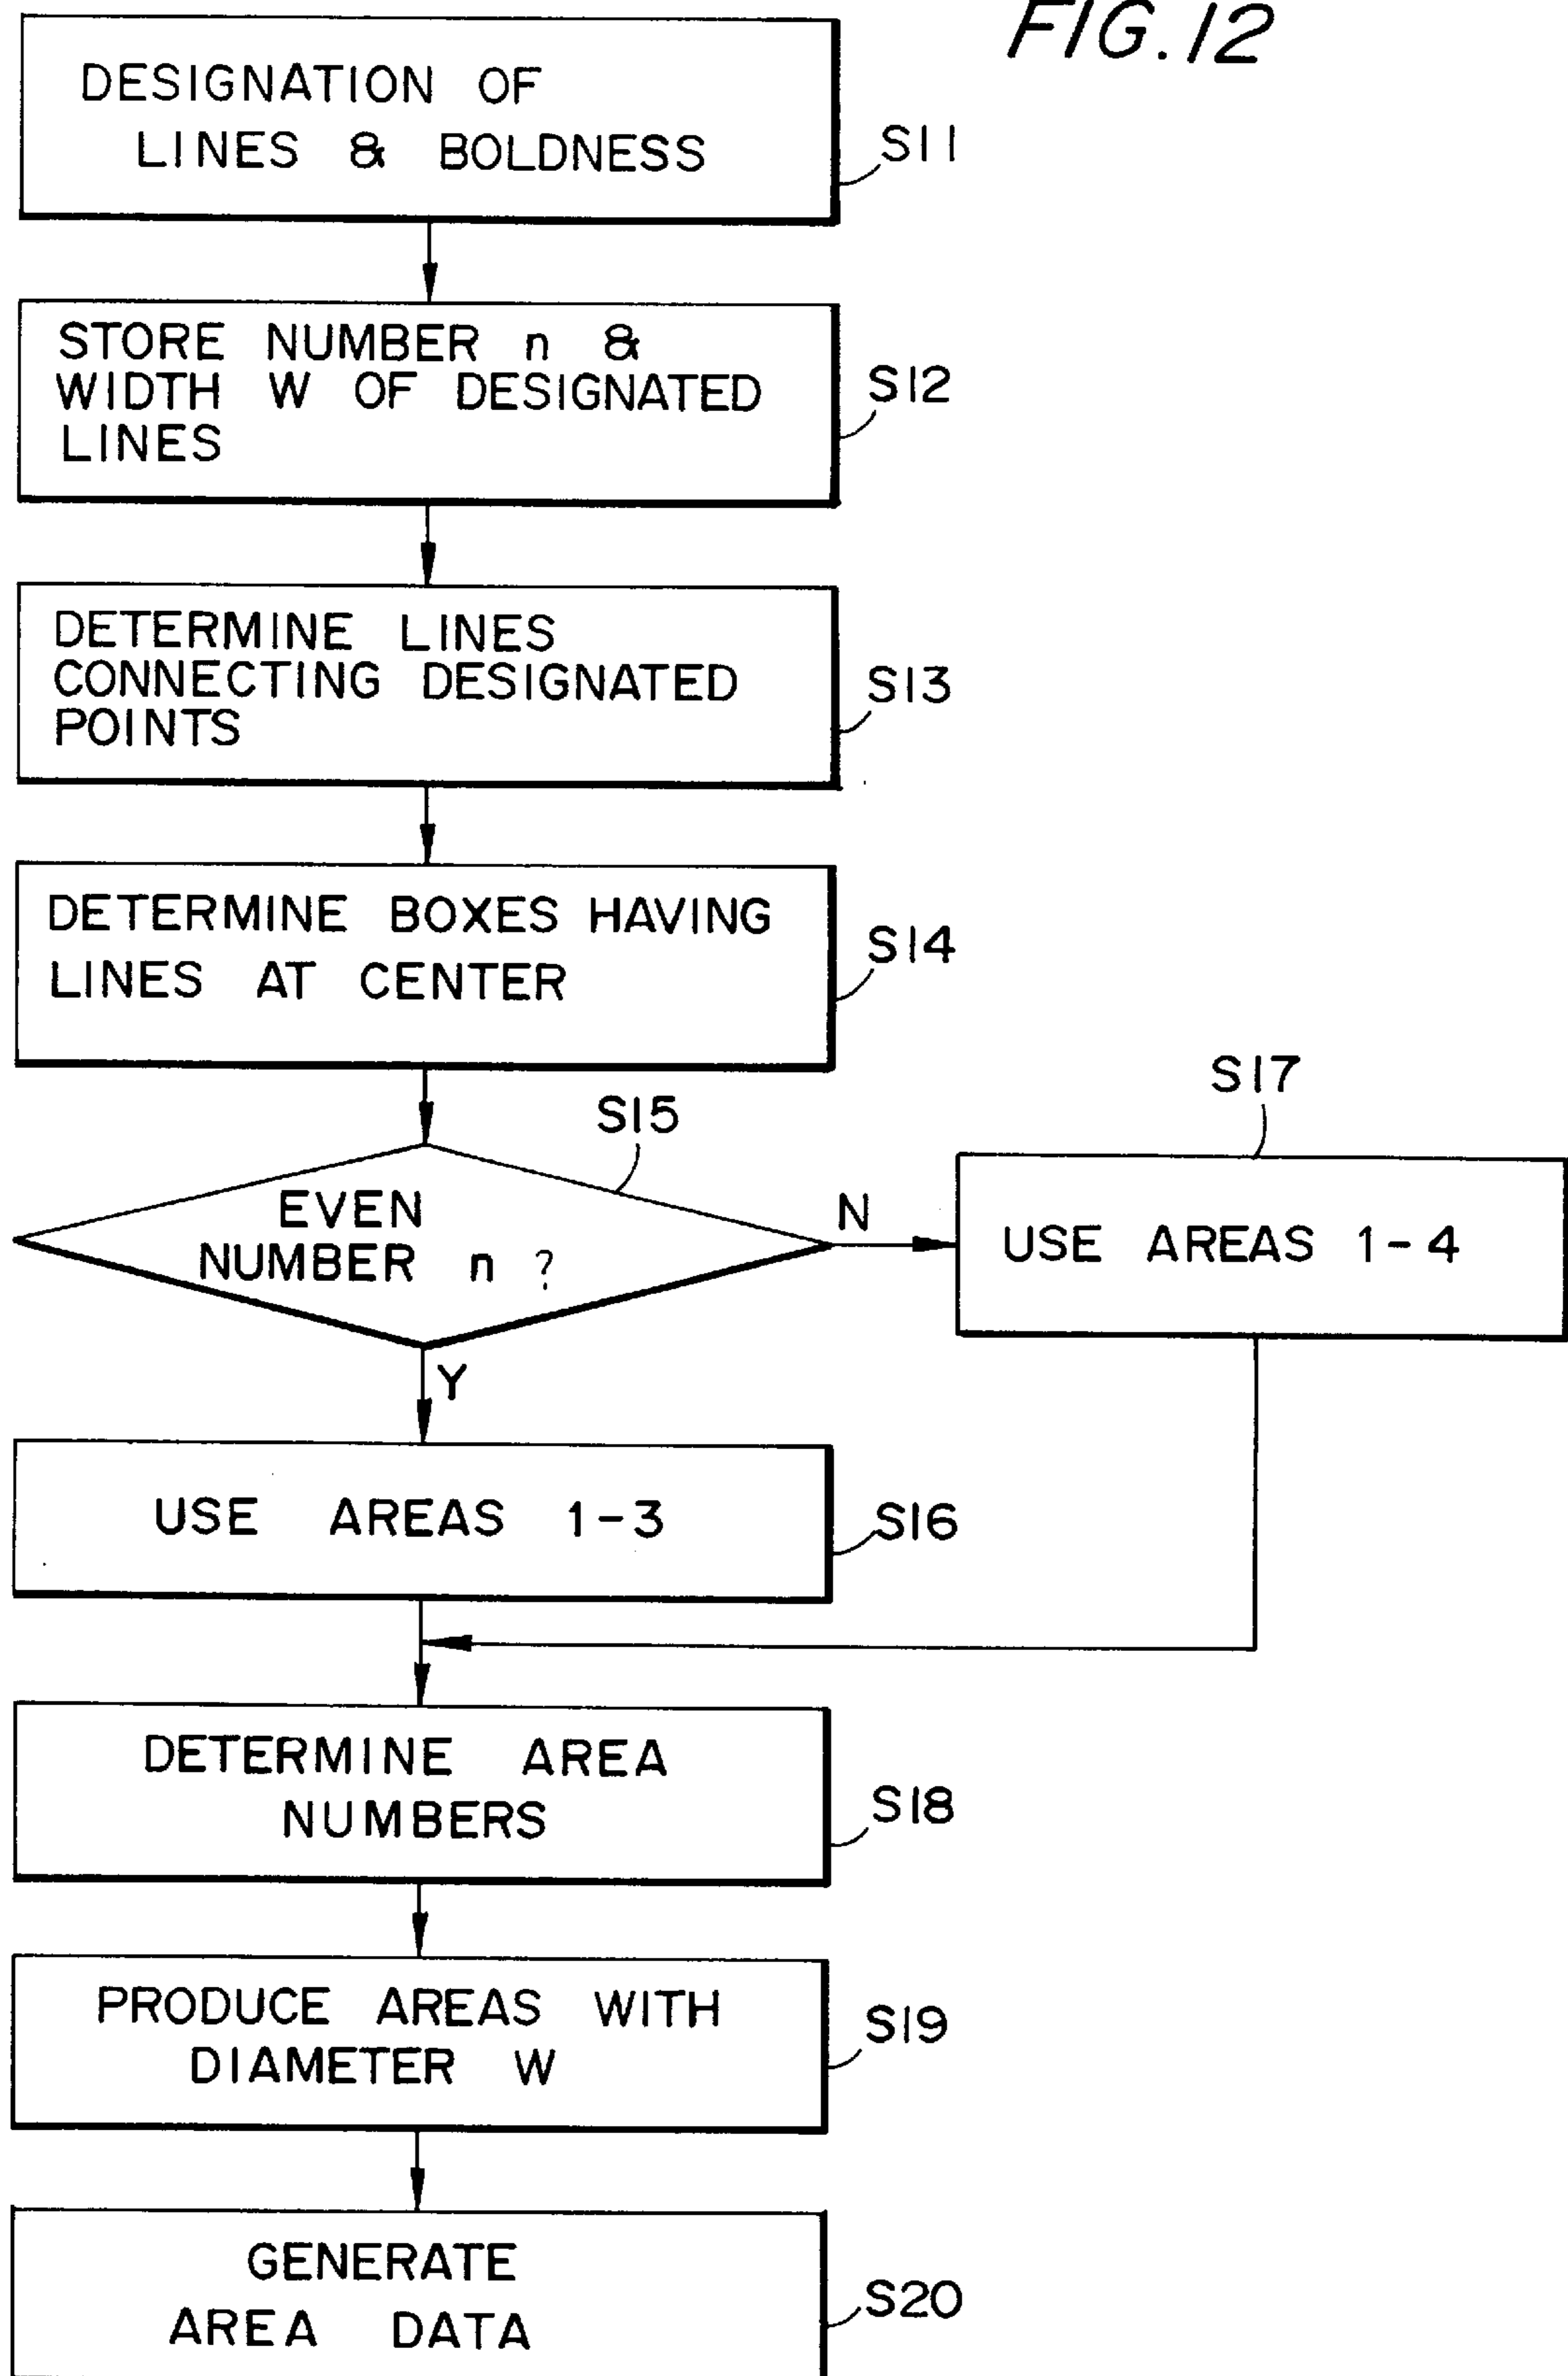 FIG.12
DESIGNATION OF
LINES & BOLDNESS
S11
STORE NUMBER n &
WIDTH W OF DESIGNATED
LINES
S12
DETERMINE LINES
CONNECTING DESIGNATED
POINTS
S13
DETERMINE BOXES HAVING
LINES AT CENTER
S14
S15
EVEN
NUMBER n ?
N
S17
USE AREAS 1-4
Y
USE AREAS 1-3
S16
DETERMINE AREA
NUMBERS
S18
PRODUCE AREAS WITH
DIAMETER W
S19
GENERATE
AREA DATA
S20